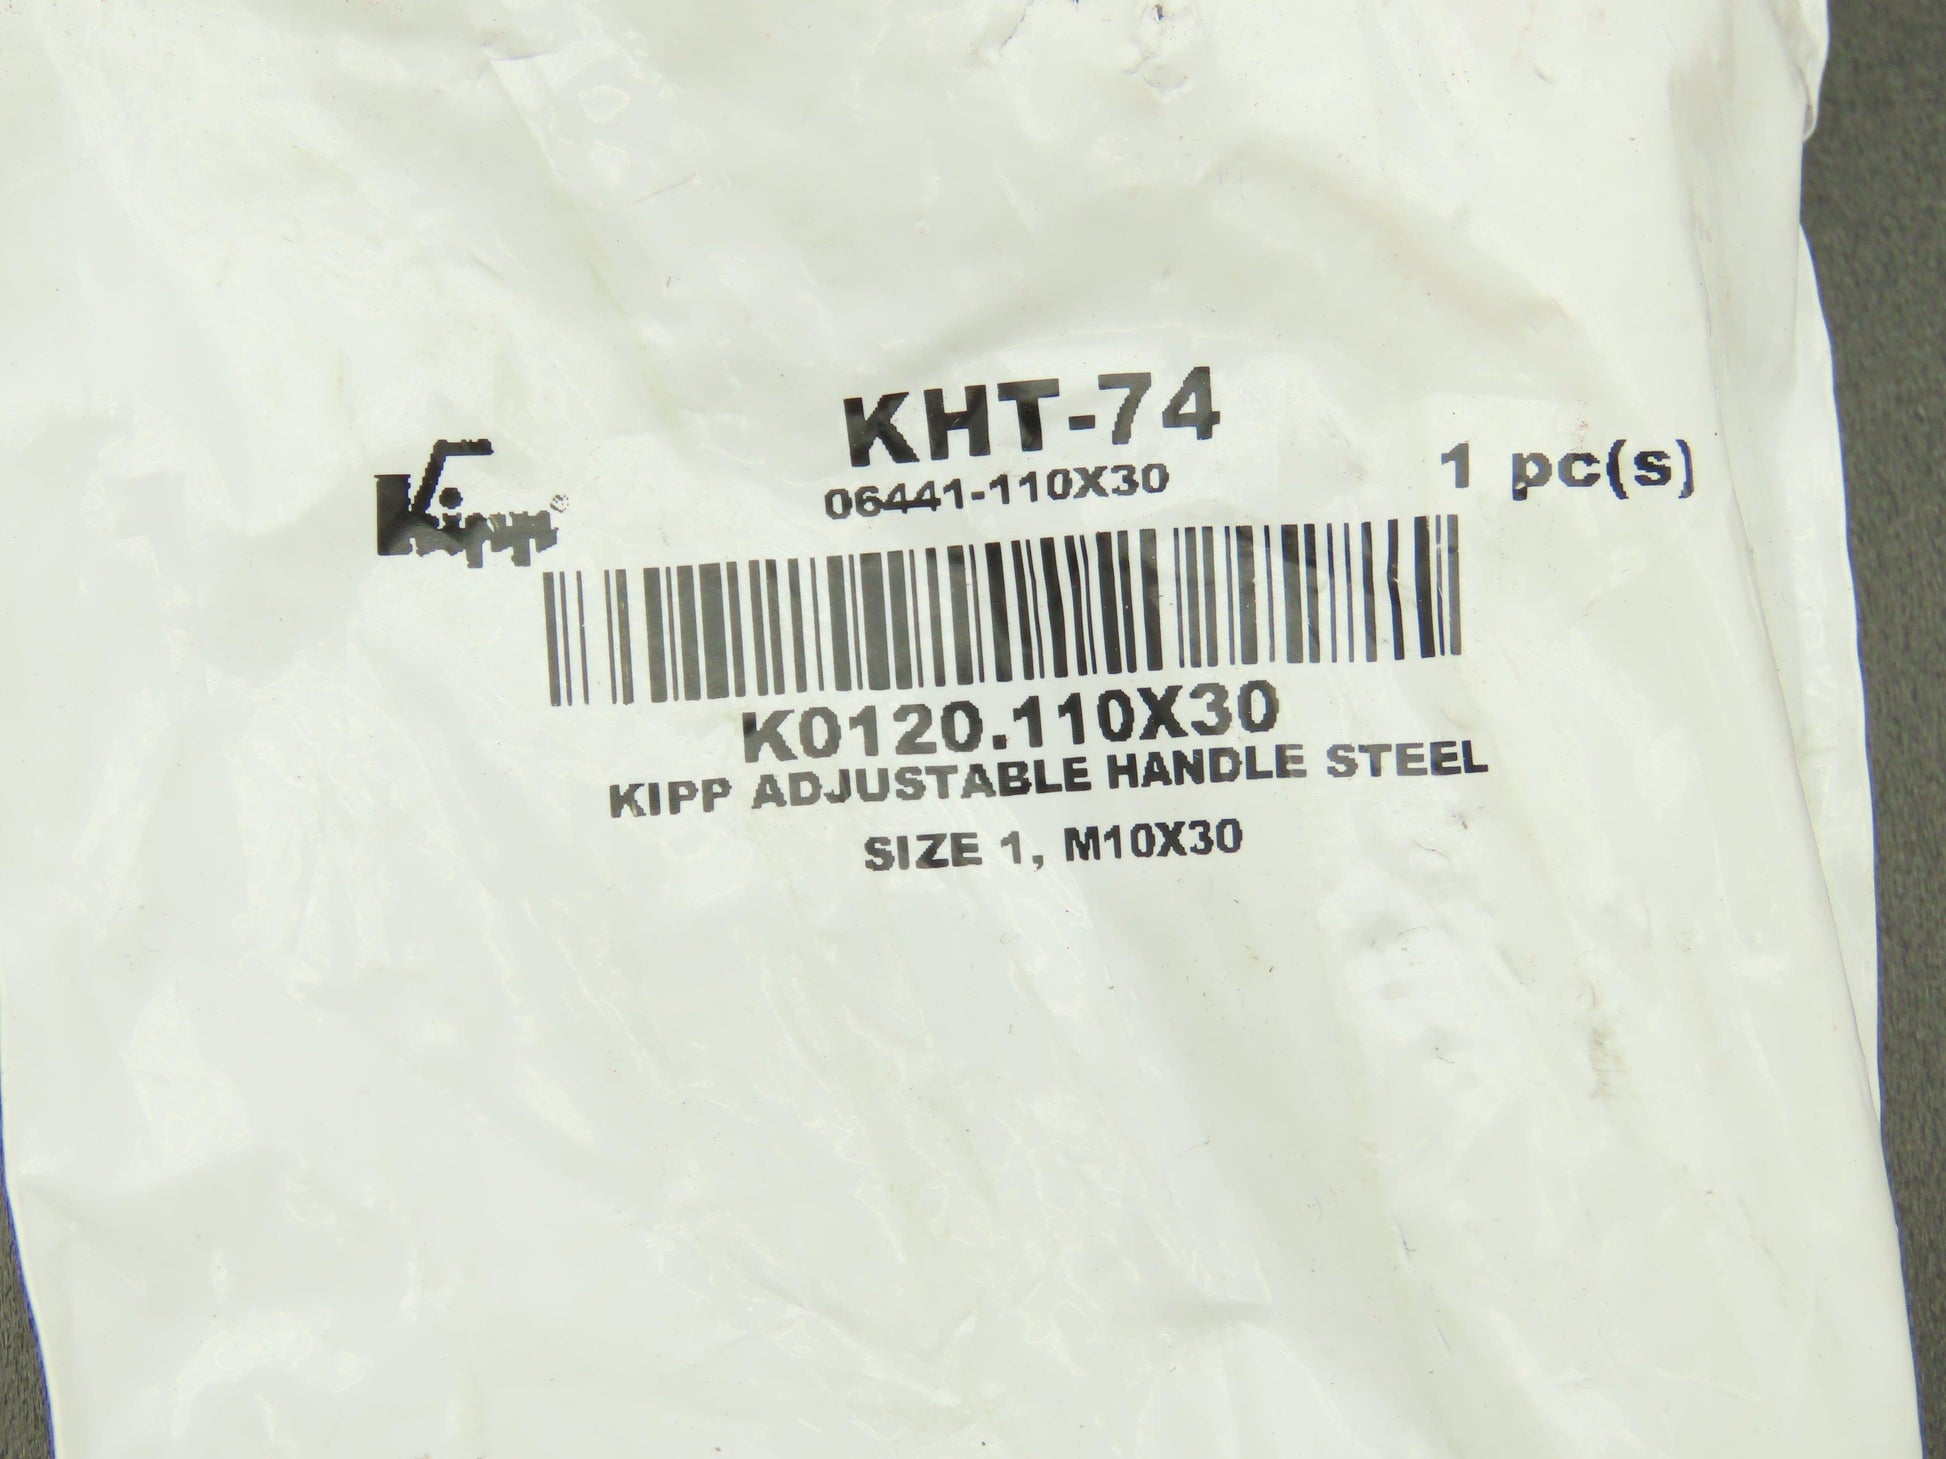 KHT-74
Kipp®
06441-110X30
1 pc(s)
K0120.110X30
KIPP ADJUSTABLE HANDLE STEEL
SIZE 1, M10X30